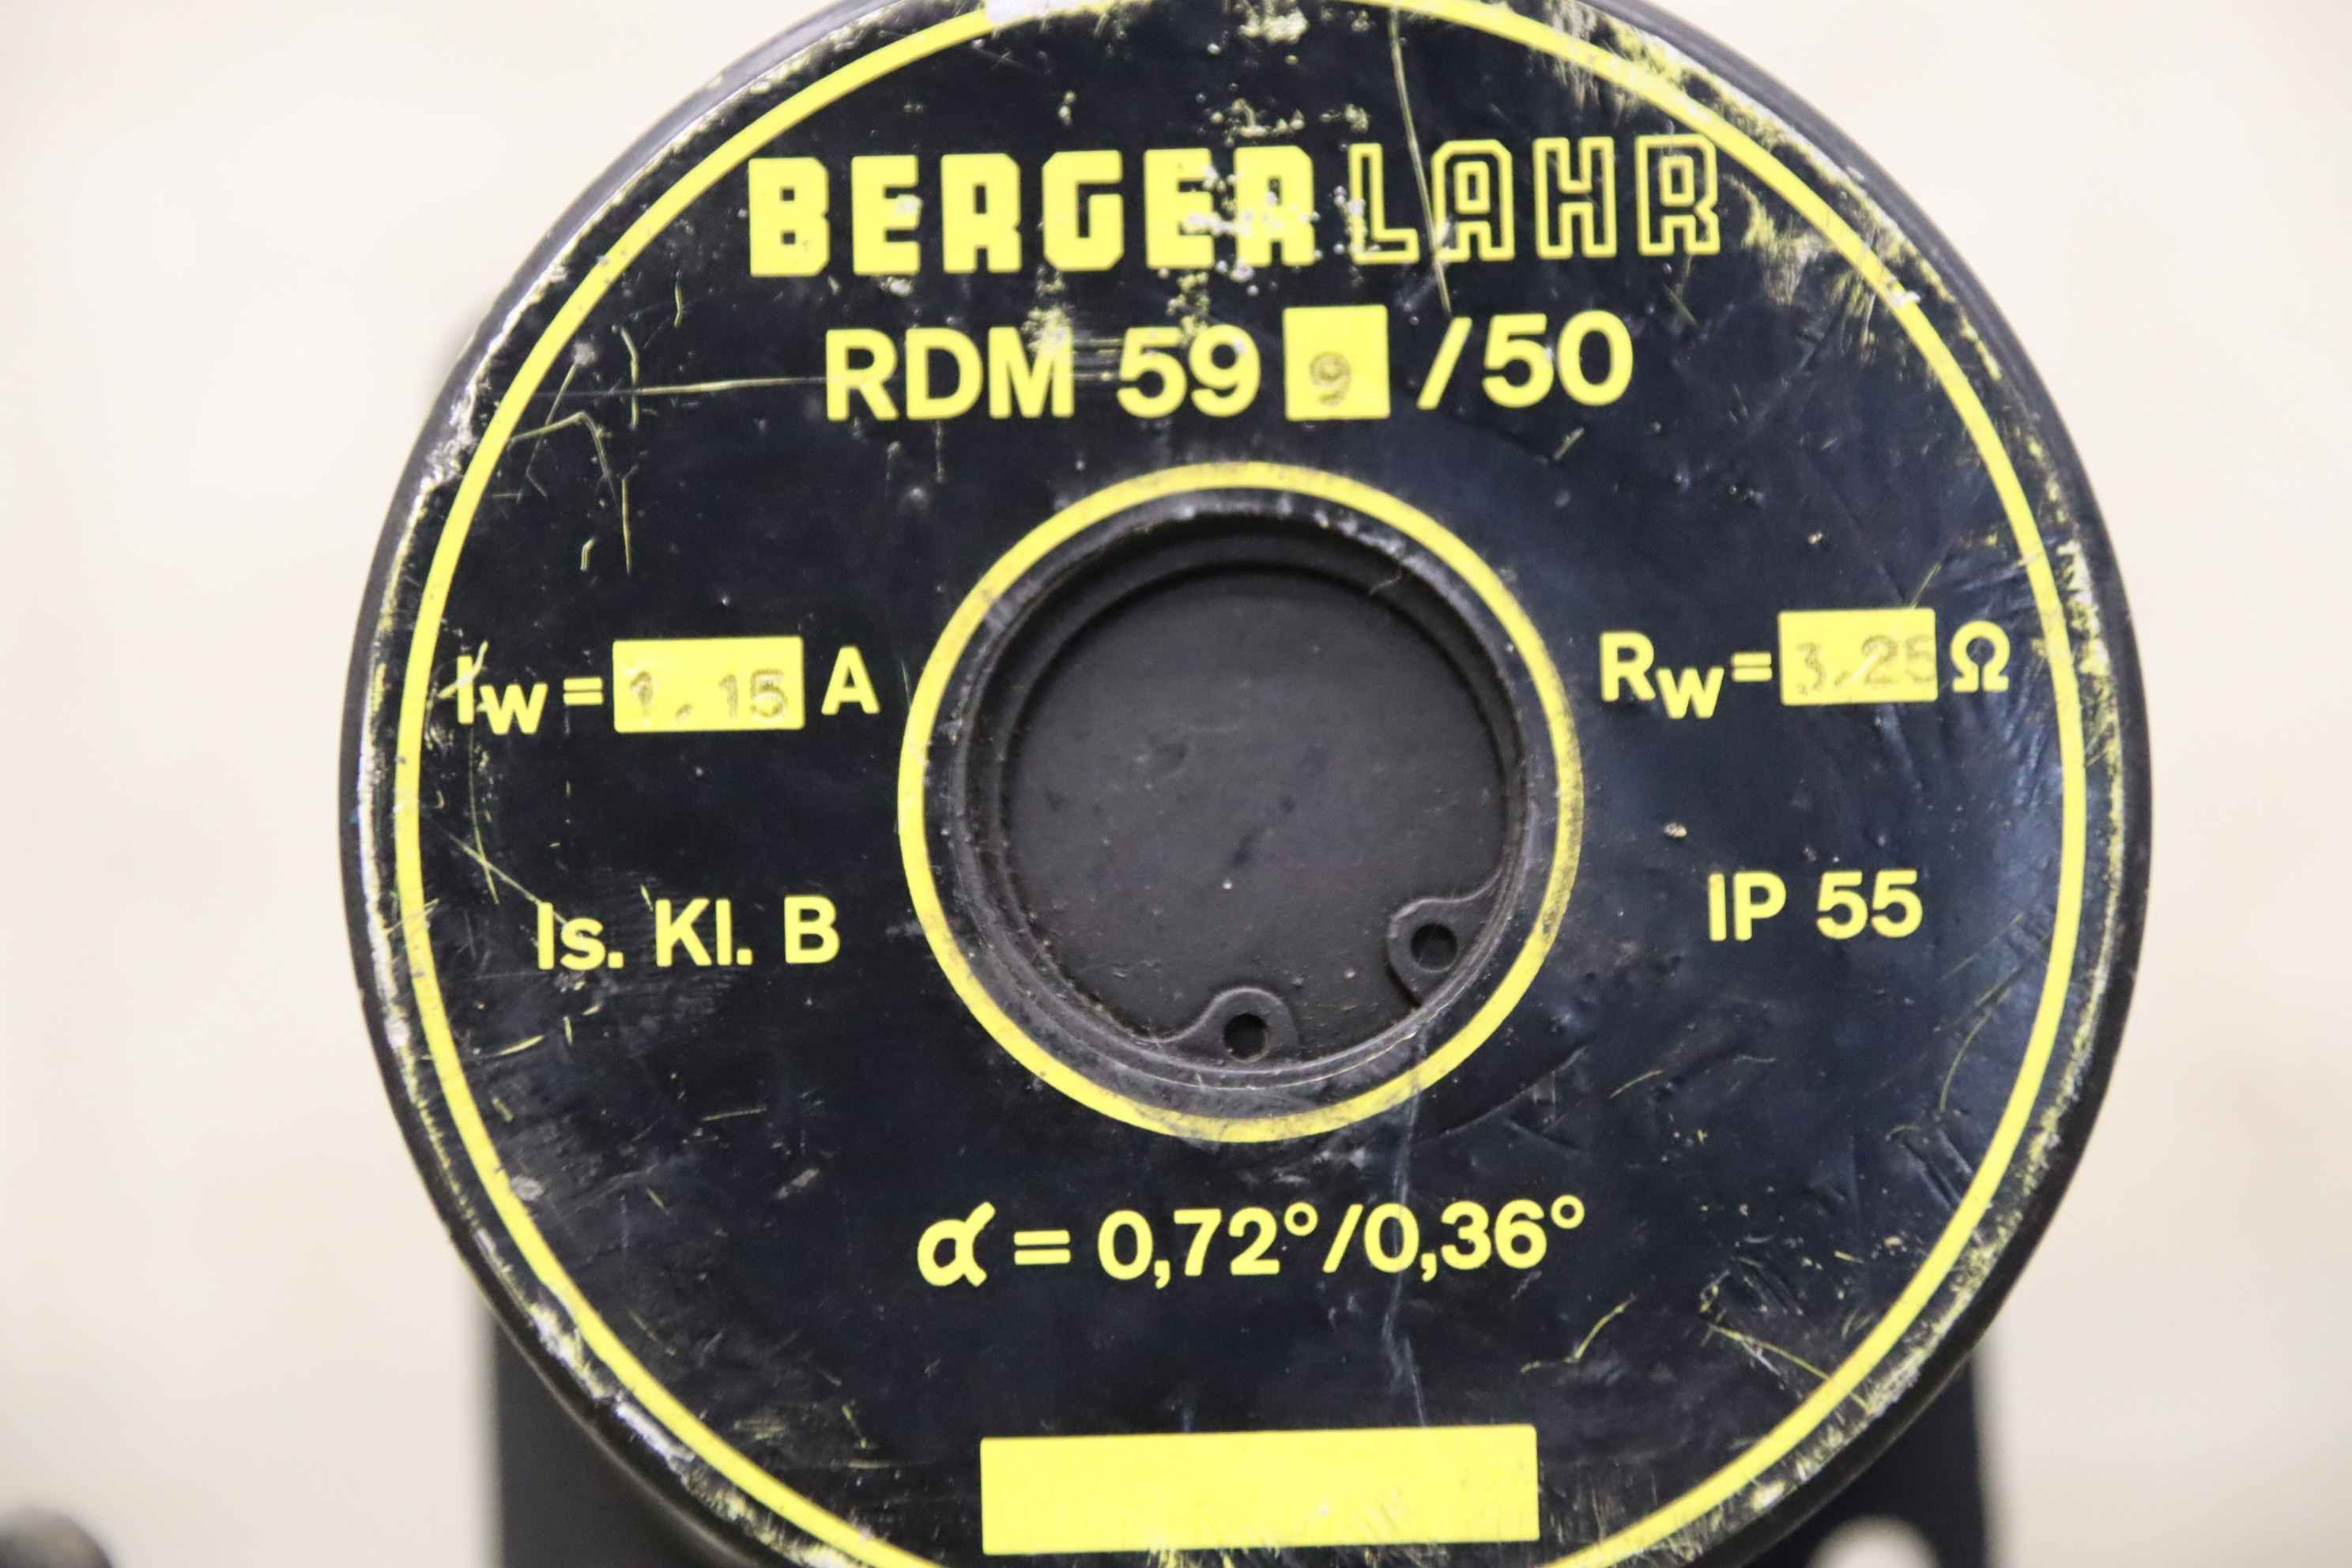 BERGER LAHR
RDM 59 9 /50
Iw = 1.15 A
Rw = 3.25 Ω
Is. Kl. B
IP 55
α = 0,72°/0,36°